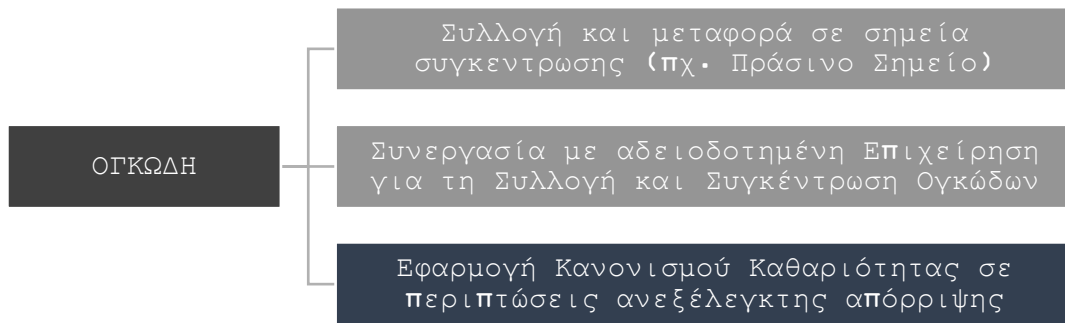 Συλλογή και μεταφορά σε σημεία
συγκεντρωσης (πχ. Πράσινο Σημείο)
ΟΓΚΩΔΗ
Συνεργασία με αδειοδοτημένη Επιχείρηση
για τη Συλλογή και Συγκέντρωση Ογκώδων
Εφαρμογή Κανονισμού Καθαριότητας σε
περιπτώσεις ανεξέλεγκτης απόρριψης